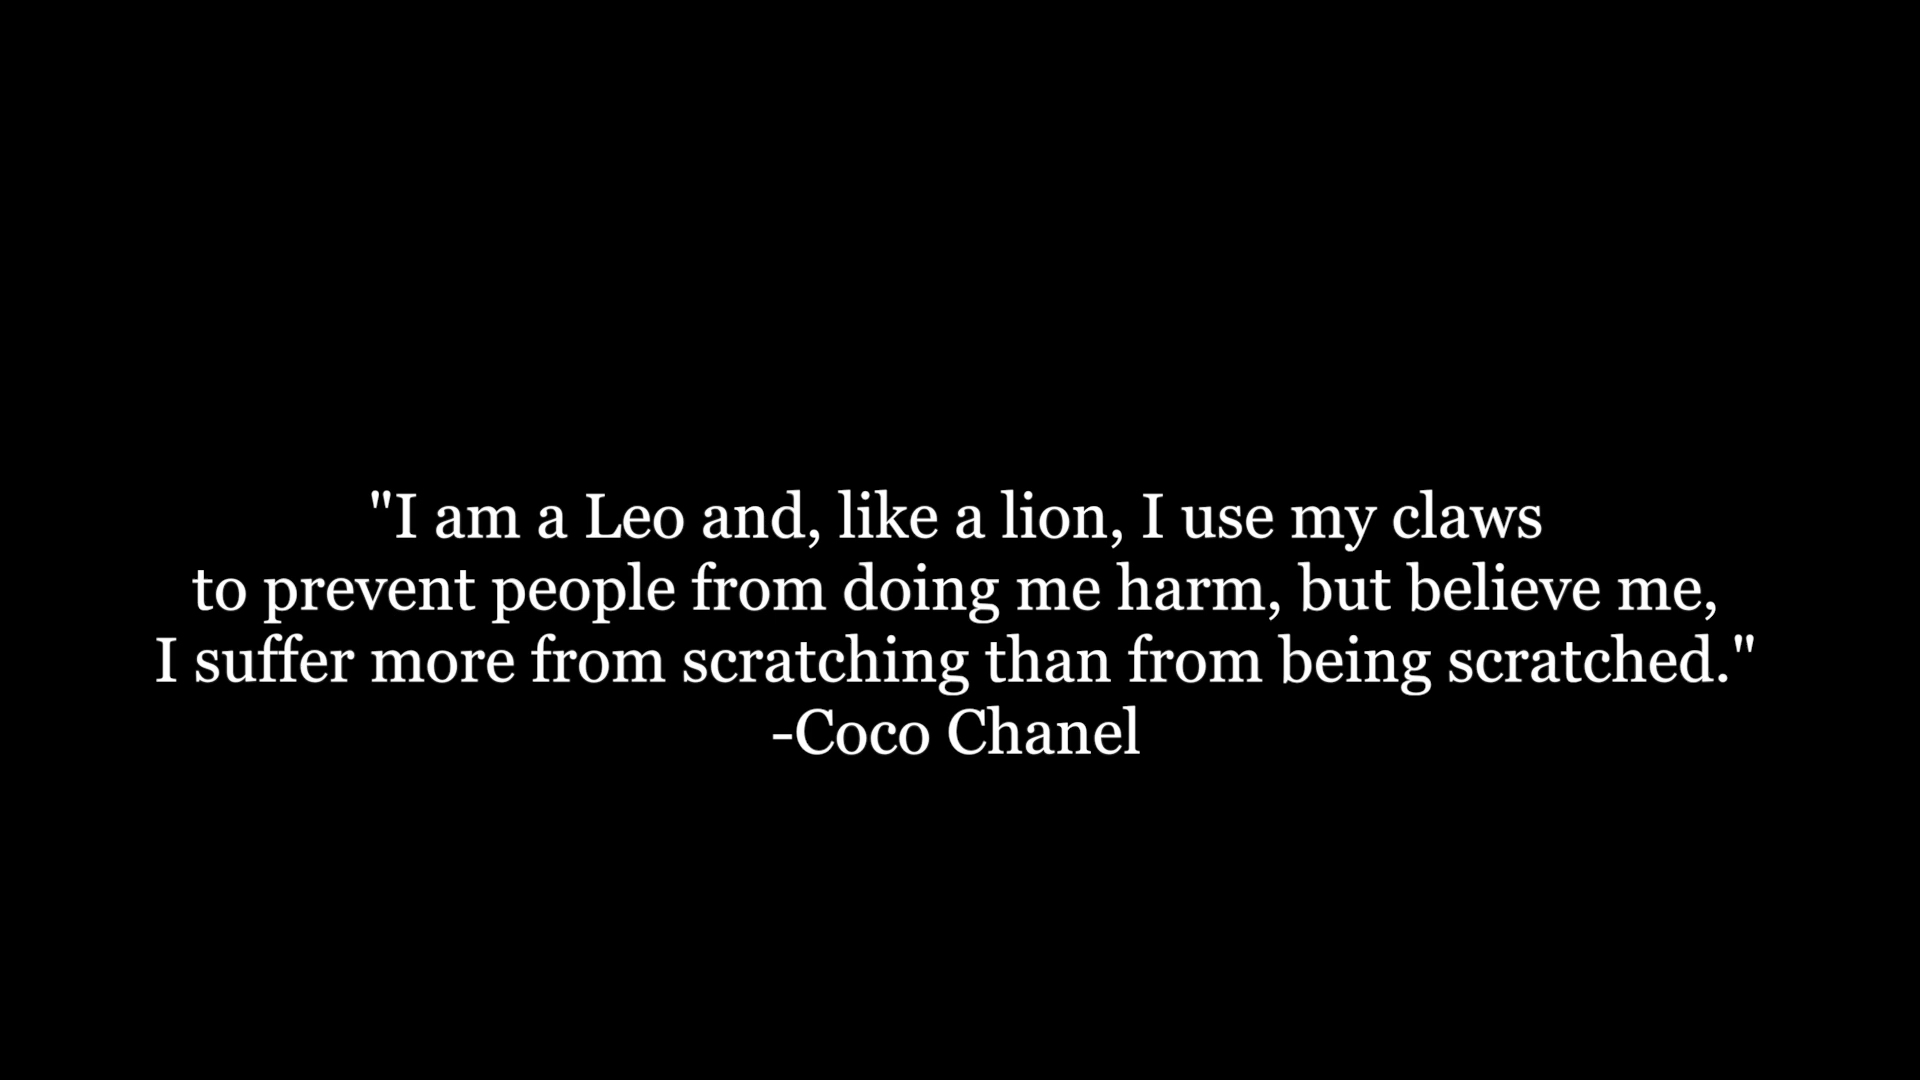 "I am a Leo and, like a lion, I use my claws
to prevent people from doing me harm, but believe me,
I suffer more from scratching than from being scratched."
-Coco Chanel